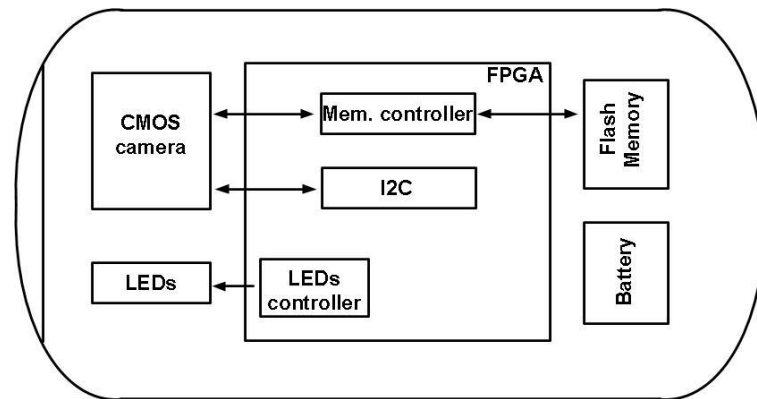 FPGA
CMOS
camera
Mem. controller
Flash
Memory
I2C
LEDs
LEDs
controller
Battery